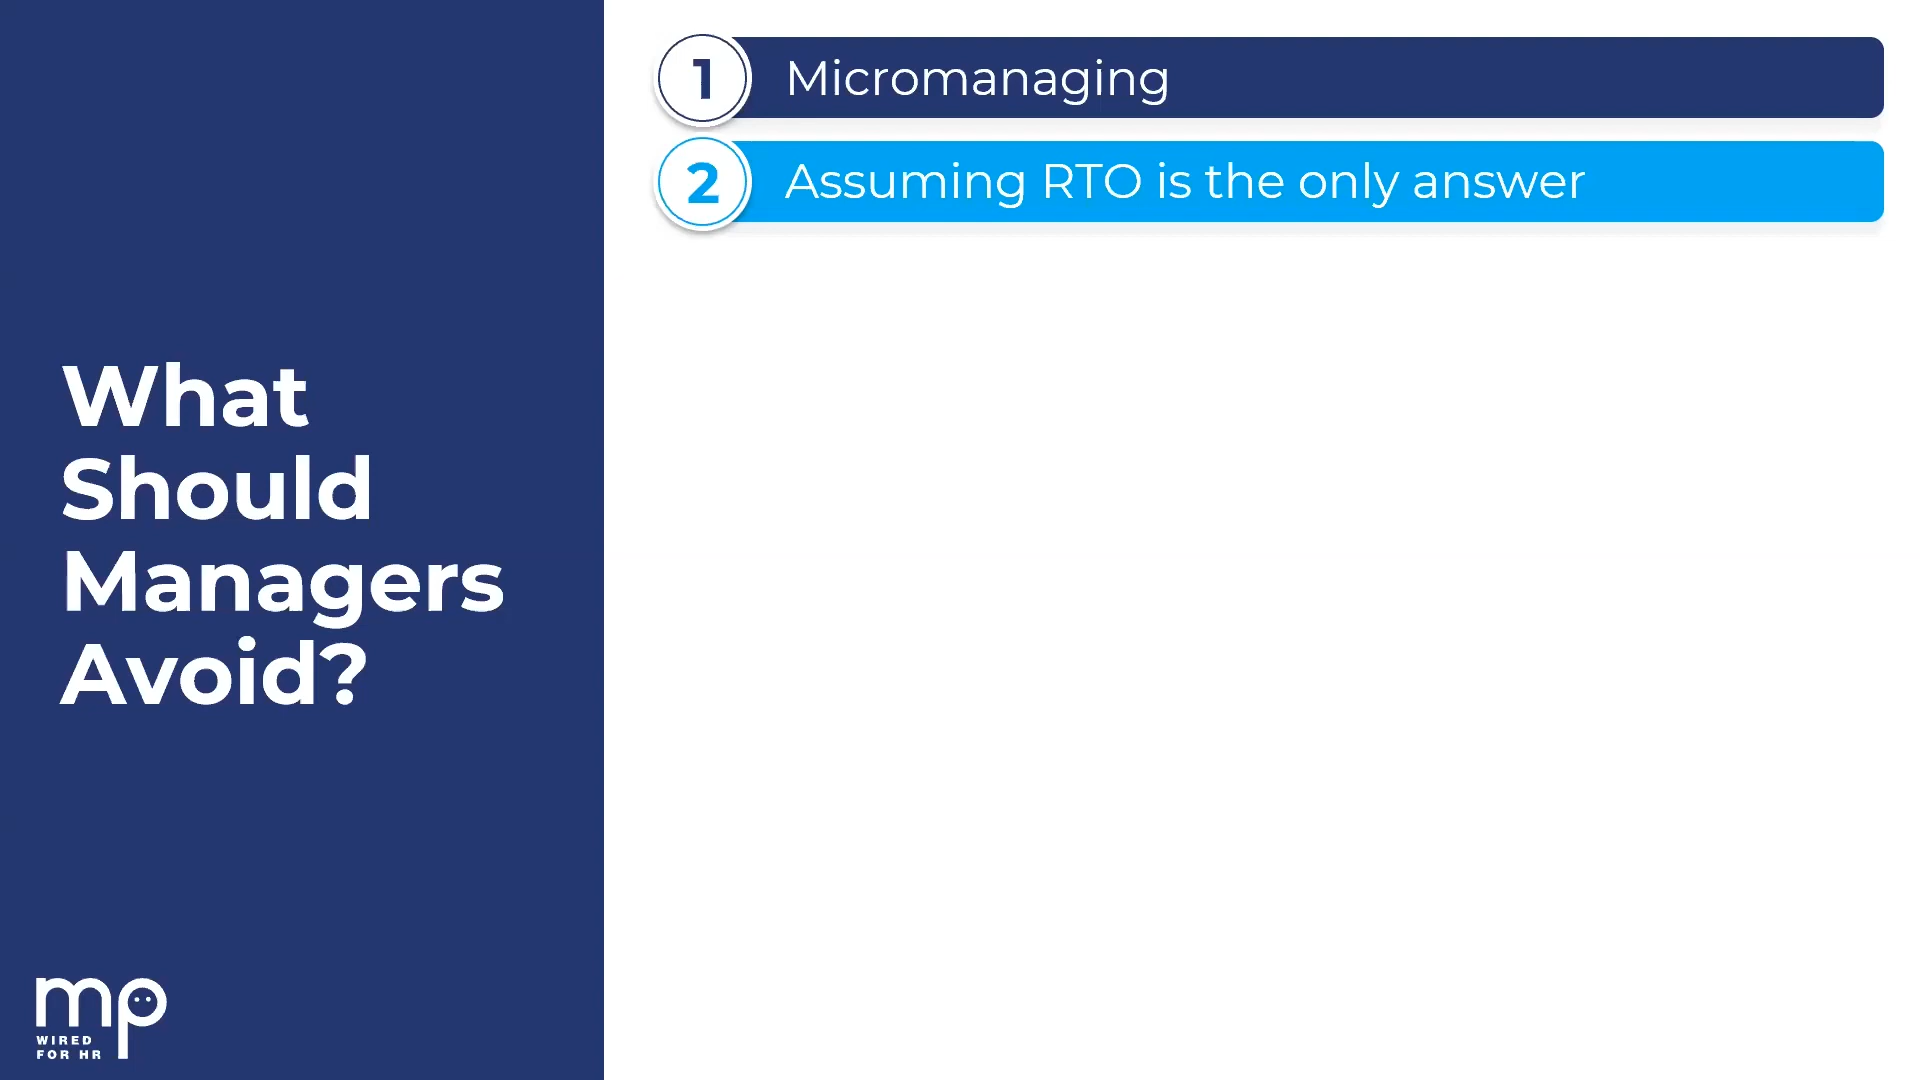 What
Should
Managers
Avoid?
1 Micromanaging
2 Assuming RTO is the only answer
mp
WIRED
FOR HR